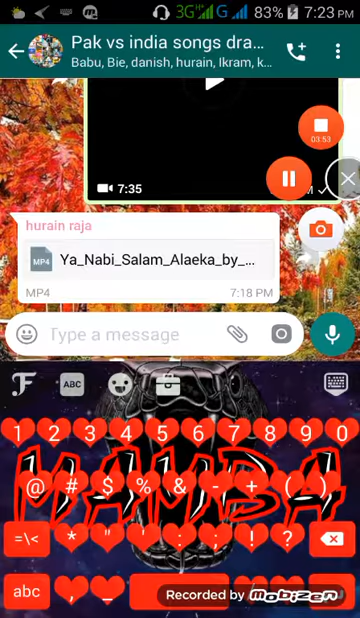 3G H G 83% 7:23 PM
Pak vs india songs dra...
Babu, Bie, danish, hurain, Ikram, k...
03:53
7:35
M
hurain raja
MP4 Ya_Nabi_Salam_Alaeka_by_...
MP4 7:18 PM
Type a message
ABC
1 2 3 4 5 6 7 8 9 0
MAMBA
@ # $ % & - + ( )
=\< * " ' : ; ! ?
abc , _
Recorded by mobizen